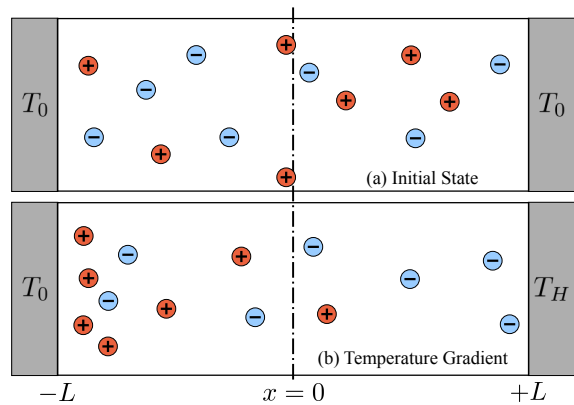 T_0
T_0
(a) Initial State
T_0
T_H
(b) Temperature Gradient
−L
x = 0
+L